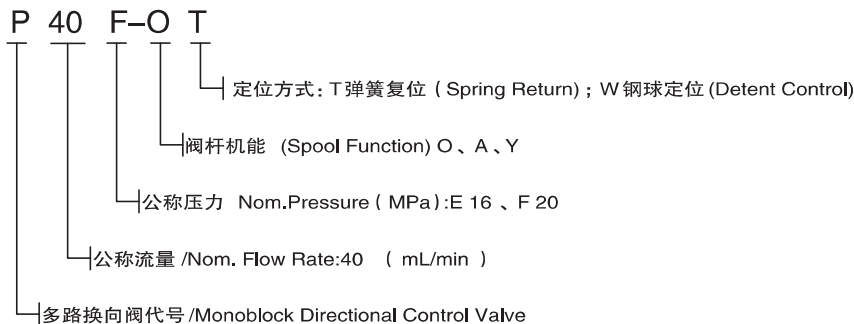 P 40 F-O T
定位方式: T弹簧复位 ( Spring Return) ; W 钢球定位 (Detent Control)
阀杆机能 (Spool Function) O 、A 、Y
公称压力 Nom.Pressure ( MPa) :E 16 、F 20
公称流量 /Nom. Flow Rate:40 ( mL/min )
多路换向阀代号 /Monoblock Directional Control Valve